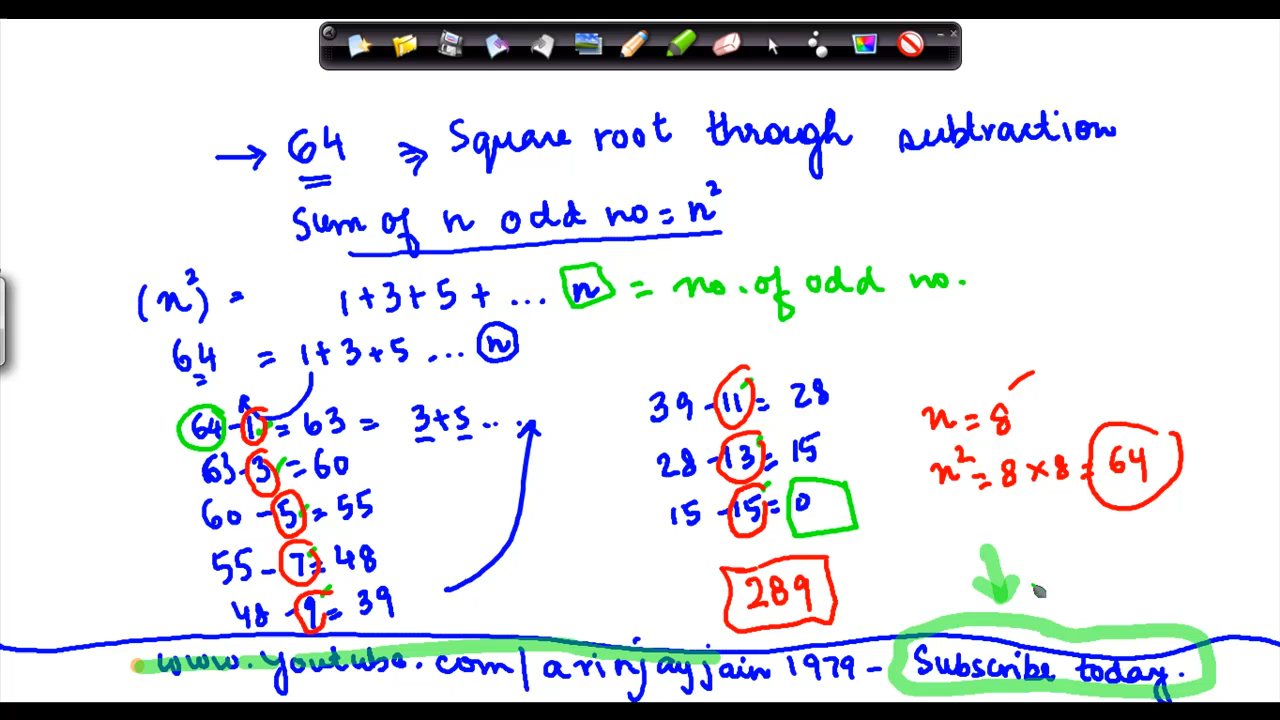 → 64 ⇒ Square root through subtraction
Sum of n odd no = n²
(n²) = 1+3+5+ ... n = no. of odd no.
64 = 1+3+5 ... n
64 - 1 = 63 = 3+5 ...
63 - 3 = 60
60 - 5 = 55
55 - 7 = 48
48 - 9 = 39
39 - 11 = 28
28 - 13 = 15
15 - 15 = 0
n = 8
n² = 8 × 8 = 64
289
www.youtube.com/arinjayjain1979 - Subscribe today.